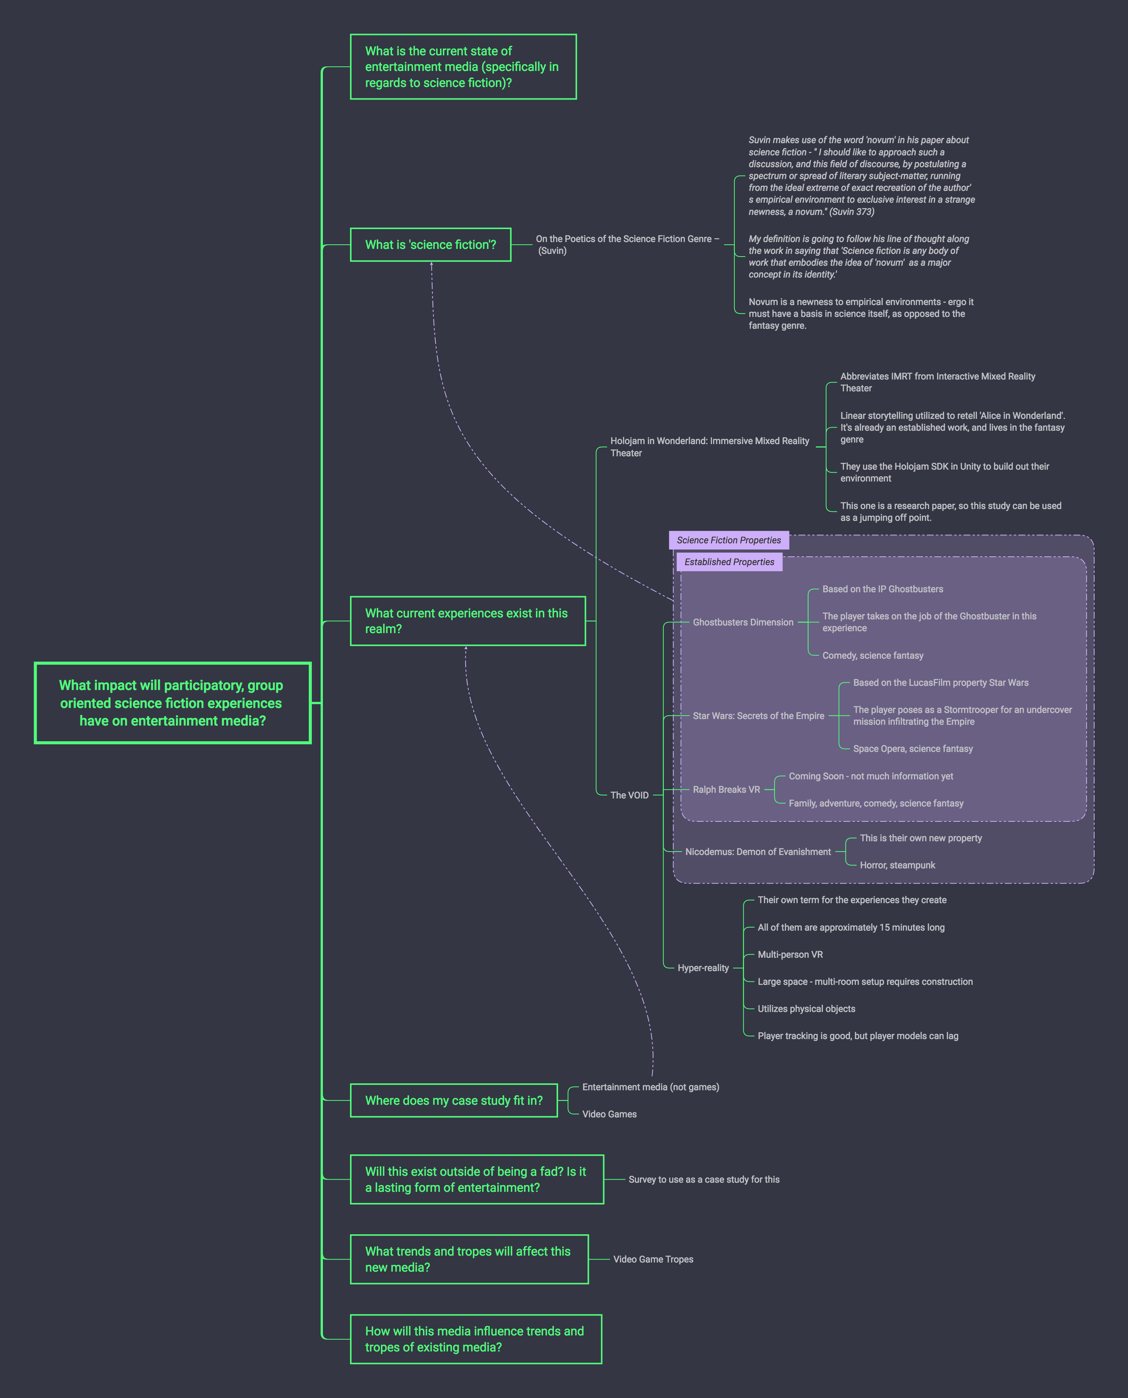 What is the current state of
entertainment media (specifically in
regards to science fiction)?
Suvin makes use of the word 'novum' in his paper about
science fiction - " I should like to approach such a
discussion, and this field of discourse, by postulating a
spectrum or spread of literary subject-matter, running
from the ideal extreme of exact recreation of the author'
s empirical environment to exclusive interest in a strange
newness, a novum." (Suvin 373)
What is 'science fiction'?
On the Poetics of the Science Fiction Genre –
(Suvin)
My definition is going to follow his line of thought along
the work in saying that 'Science fiction is any body of
work that embodies the idea of 'novum'  as a major
concept in its identity.'
Novum is a newness to empirical environments - ergo it
must have a basis in science itself, as opposed to the
fantasy genre.
Abbreviates IMRT from Interactive Mixed Reality
Theater
Linear storytelling utilized to retell 'Alice in Wonderland'.
It's already an established work, and lives in the fantasy
genre
Holojam in Wonderland: Immersive Mixed Reality
Theater
They use the Holojam SDK in Unity to build out their
environment
This one is a research paper, so this study can be used
as a jumping off point.
Science Fiction Properties
Established Properties
Based on the IP Ghostbusters
What current experiences exist in this
realm?
Ghostbusters Dimension
The player takes on the job of the Ghostbuster in this
experience
Comedy, science fantasy
What impact will participatory, group
oriented science fiction experiences
have on entertainment media?
Based on the LucasFilm property Star Wars
Star Wars: Secrets of the Empire
The player poses as a Stormtrooper for an undercover
mission infiltrating the Empire
Space Opera, science fantasy
The VOID
Ralph Breaks VR
Coming Soon - not much information yet
Family, adventure, comedy, science fantasy
Nicodemus: Demon of Evanishment
This is their own new property
Horror, steampunk
Hyper-reality
Their own term for the experiences they create
All of them are approximately 15 minutes long
Multi-person VR
Large space - multi-room setup requires construction
Utilizes physical objects
Player tracking is good, but player models can lag
Where does my case study fit in?
Entertainment media (not games)
Video Games
Will this exist outside of being a fad? Is it
a lasting form of entertainment?
Survey to use as a case study for this
What trends and tropes will affect this
new media?
Video Game Tropes
How will this media influence trends and
tropes of existing media?